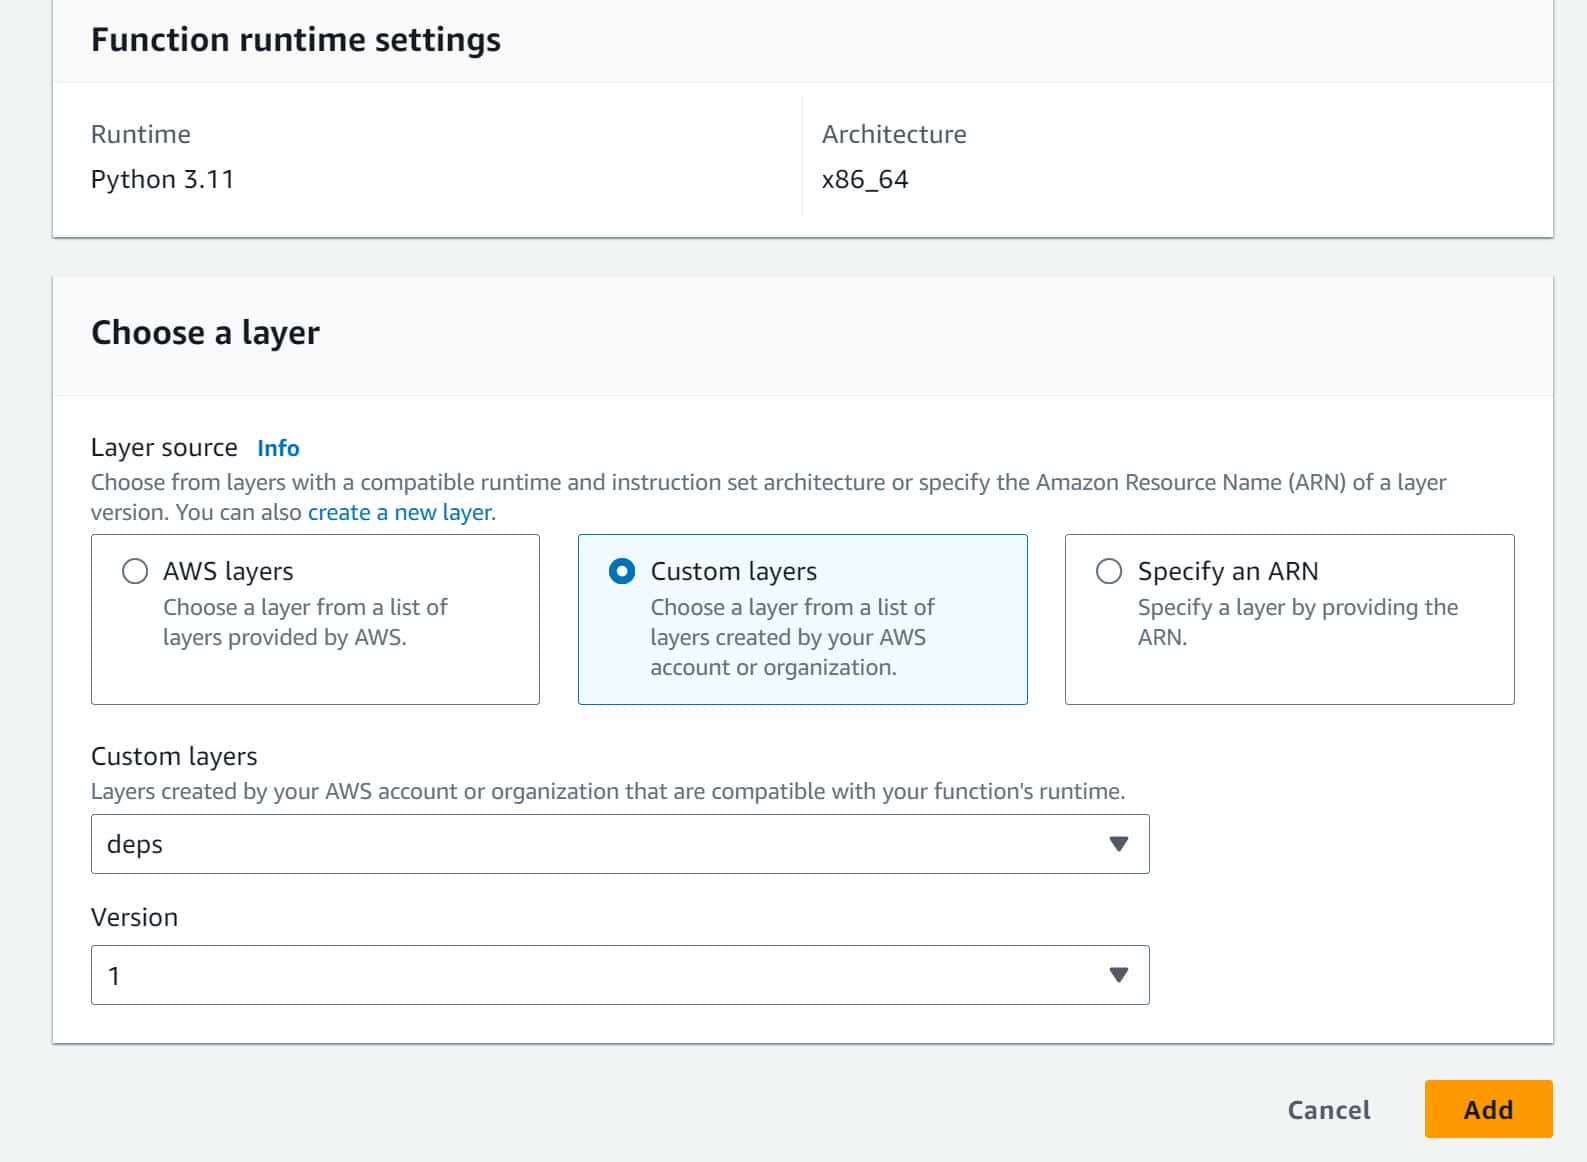 Function runtime settings
Runtime
Python 3.11
Architecture
x86_64
Choose a layer
Layer source Info
Choose from layers with a compatible runtime and instruction set architecture or specify the Amazon Resource Name (ARN) of a layer
version. You can also create a new layer.
AWS layers
Choose a layer from a list of
layers provided by AWS.
Custom layers
Choose a layer from a list of
layers created by your AWS
account or organization.
Specify an ARN
Specify a layer by providing the
ARN.
Custom layers
Layers created by your AWS account or organization that are compatible with your function's runtime.
deps
Version
1
Cancel
Add